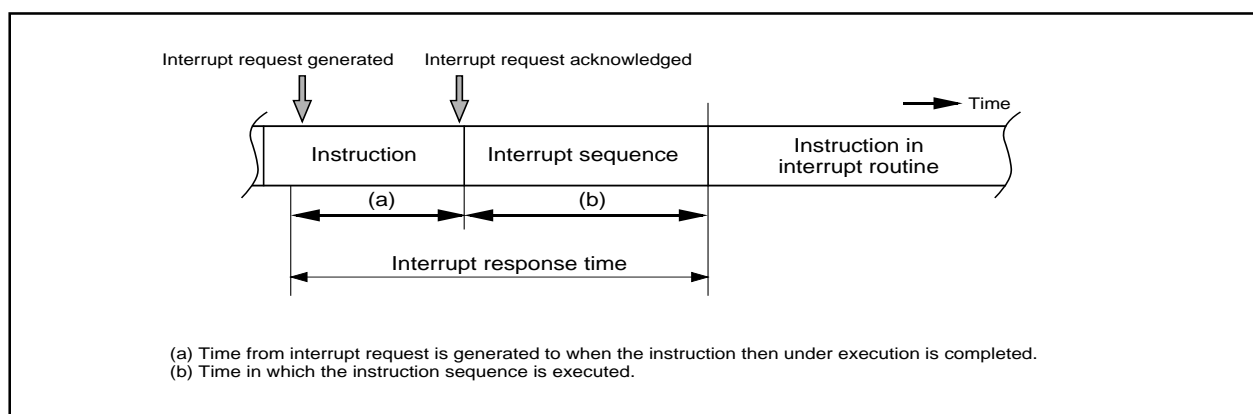 Interrupt request generated
Interrupt request acknowledged
Time
Instruction
Interrupt sequence
Instruction in
interrupt routine
(a)
(b)
Interrupt response time
(a) Time from interrupt request is generated to when the instruction then under execution is completed.
(b) Time in which the instruction sequence is executed.